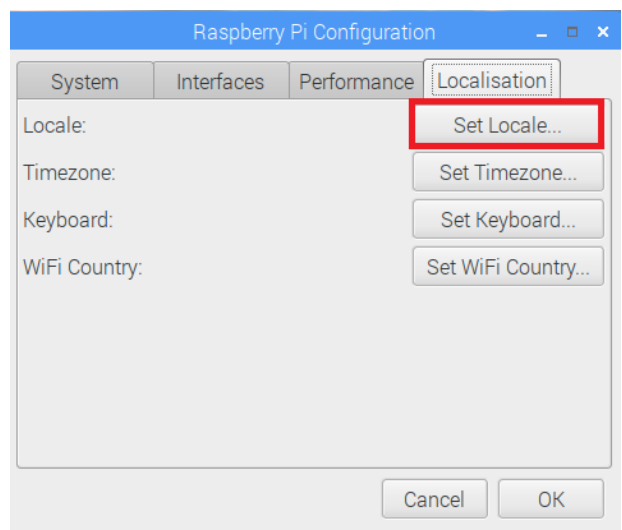 Raspberry Pi Configuration
System Interfaces Performance Localisation
Locale: Set Locale...
Timezone: Set Timezone...
Keyboard: Set Keyboard...
WiFi Country: Set WiFi Country...
Cancel OK